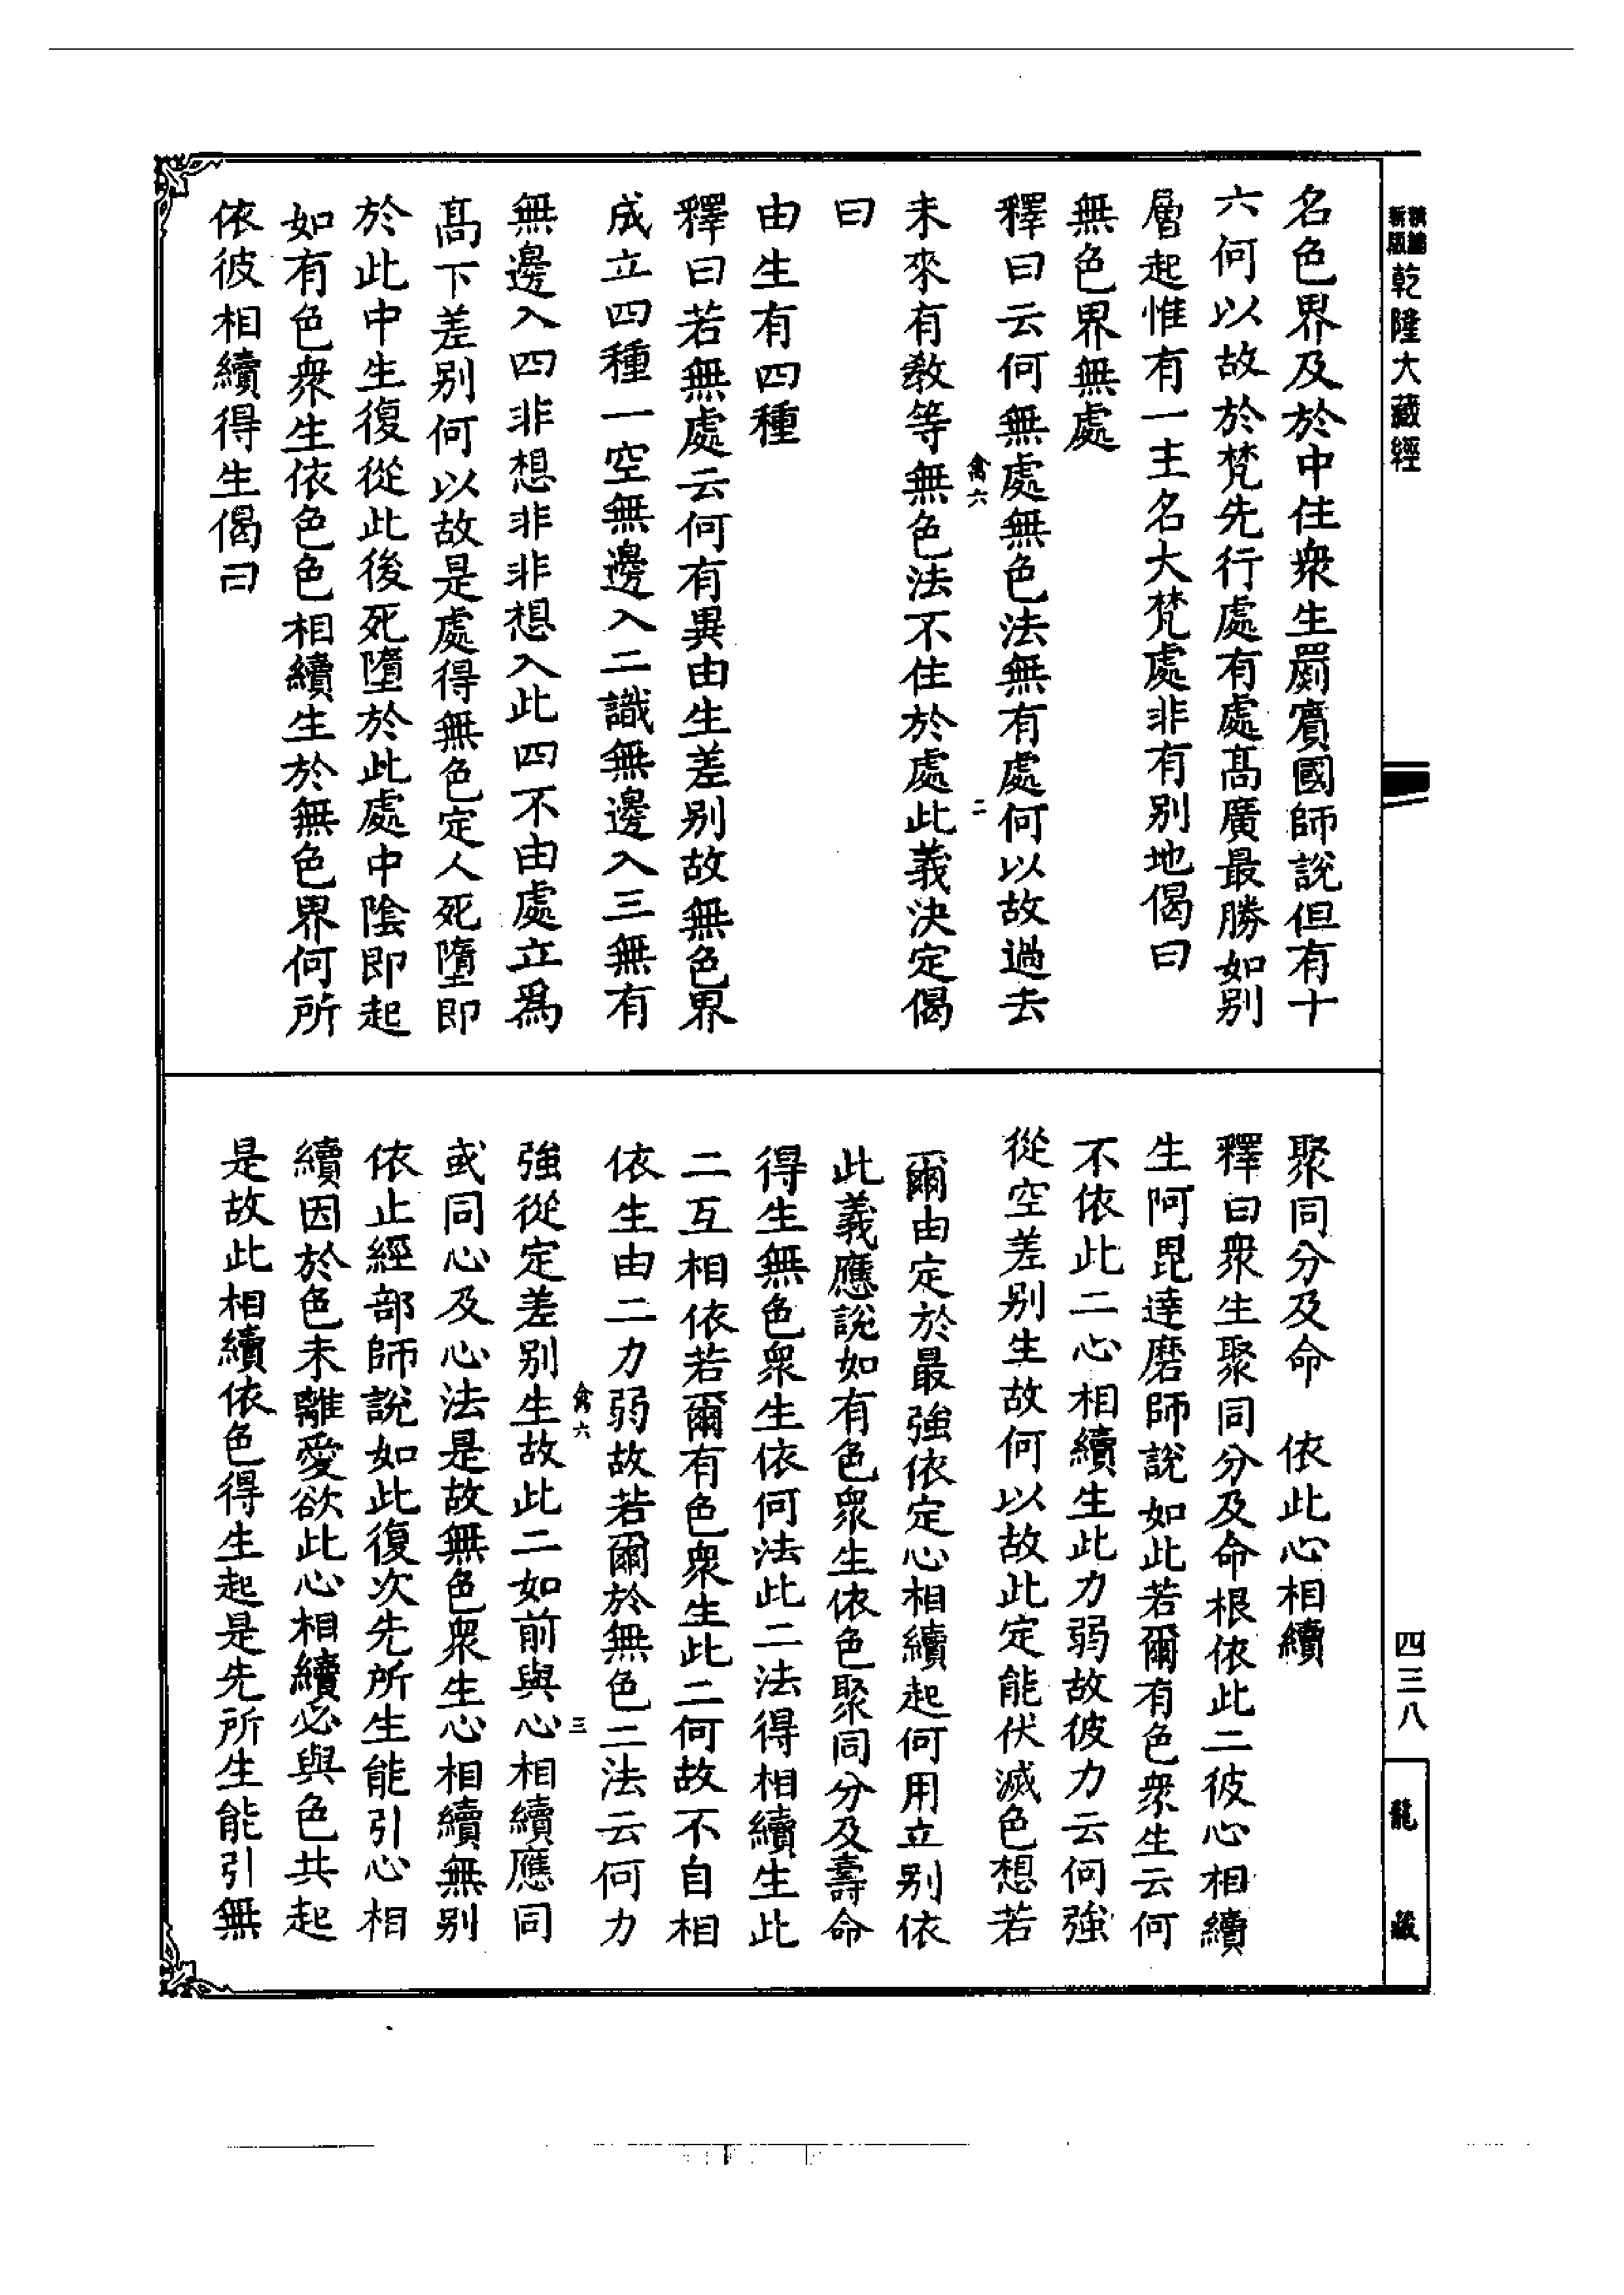 新編
新版
乾隆大藏經
名色界及於中住衆生罽賓國師說但有十
六何以故於梵先行處有處髙廣最勝如别
層起惟有一主名大梵處非有别地偈曰
無色界無處
釋曰云何無處無色法無有處何以故過去
禽六 二
未來有教等無色法不住於處此義決定偈
曰
由生有四種
釋曰若無處云何有異由生差别故無色界
成立四種一空無邊入二識無邊入三無有
無邊入四非想非非想入此四不由處立爲
髙下差别何以故是處得無色定人死墮即
於此中生復從此後死墮於此處中陰即起
如有色衆生依色色相續生於無色界何所
依彼相續得生偈曰
聚同分及命 依此心相續
釋曰衆生聚同分及命根依此二彼心相續
生阿毘達磨師說如此若爾有色衆生云何
不依此二心相續生此力弱故彼力云何強
從空差别生故何以故此定能伏滅色想若
爾由定於最強依定心相續起何用立别依
此義應說如有色衆生依色聚同分及壽命
得生無色衆生依何法此二法得相續生此
二互相依若爾有色衆生此二何故不自相
依生由二力弱故若爾於無色二法云何力
禽六 三
強從定差别生故此二如前與心相續應同
或同心及心法是故無色衆生心相續無别
依止經部師說如此復次先所生能引心相
續因於色未離愛欲此心相續必與色共起
是故此相續依色得生起是先所生能引無
四三八
龍藏